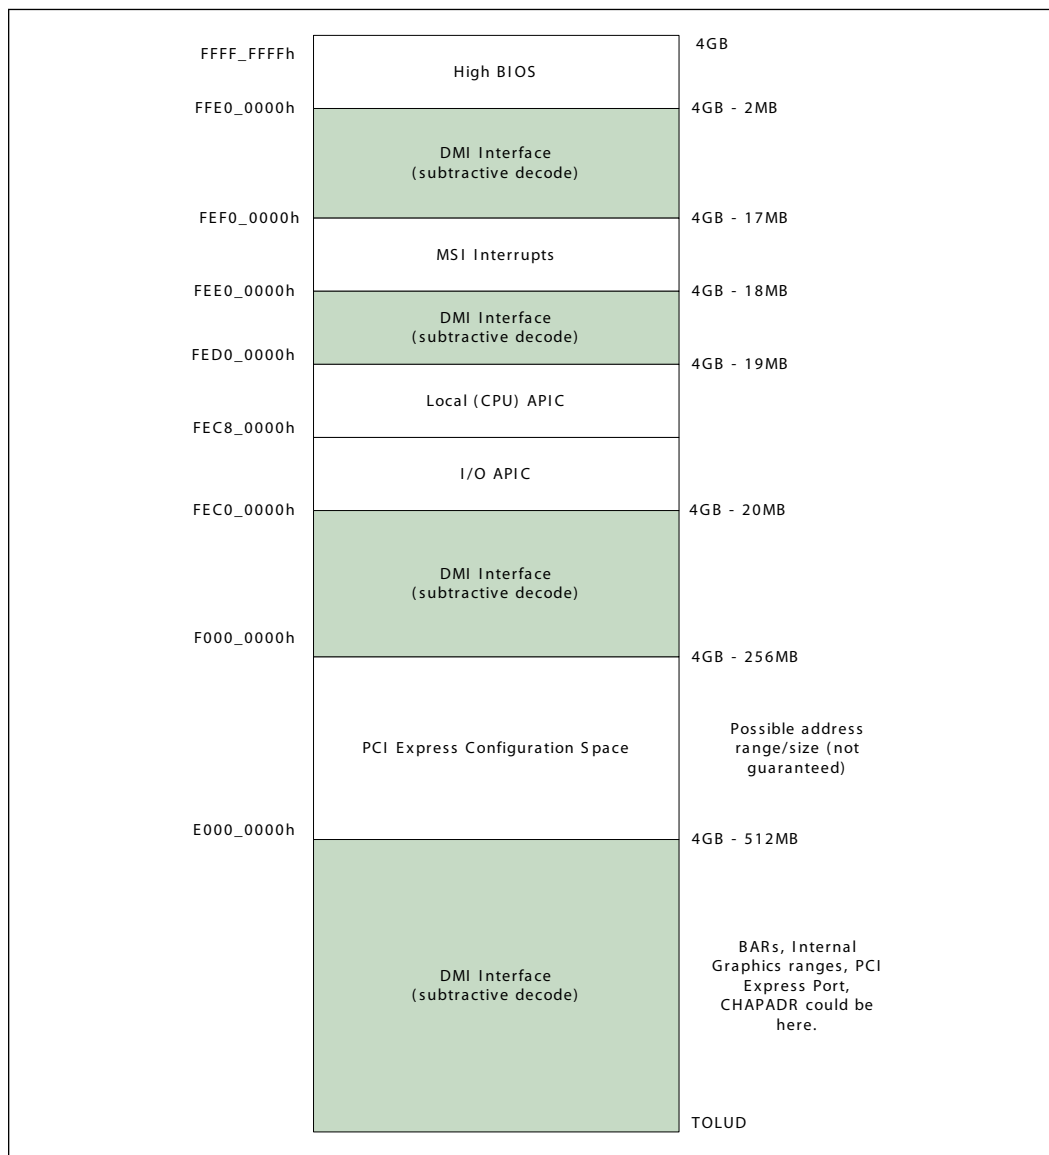 FFFF_FFFFh
4GB
High BIOS
FFE0_0000h
4GB - 2MB
DMI Interface
(subtractive decode)
FEF0_0000h
4GB - 17MB
MSI Interrupts
FEE0_0000h
4GB - 18MB
DMI Interface
(subtractive decode)
FED0_0000h
4GB - 19MB
Local (CPU) APIC
FEC8_0000h
I/O APIC
FEC0_0000h
4GB - 20MB
DMI Interface
(subtractive decode)
F000_0000h
4GB - 256MB
PCI Express Configuration Space
Possible address
range/size (not
guaranteed)
E000_0000h
4GB - 512MB
DMI Interface
(subtractive decode)
BARs, Internal
Graphics ranges, PCI
Express Port,
CHAPADR could be
here.
TOLUD